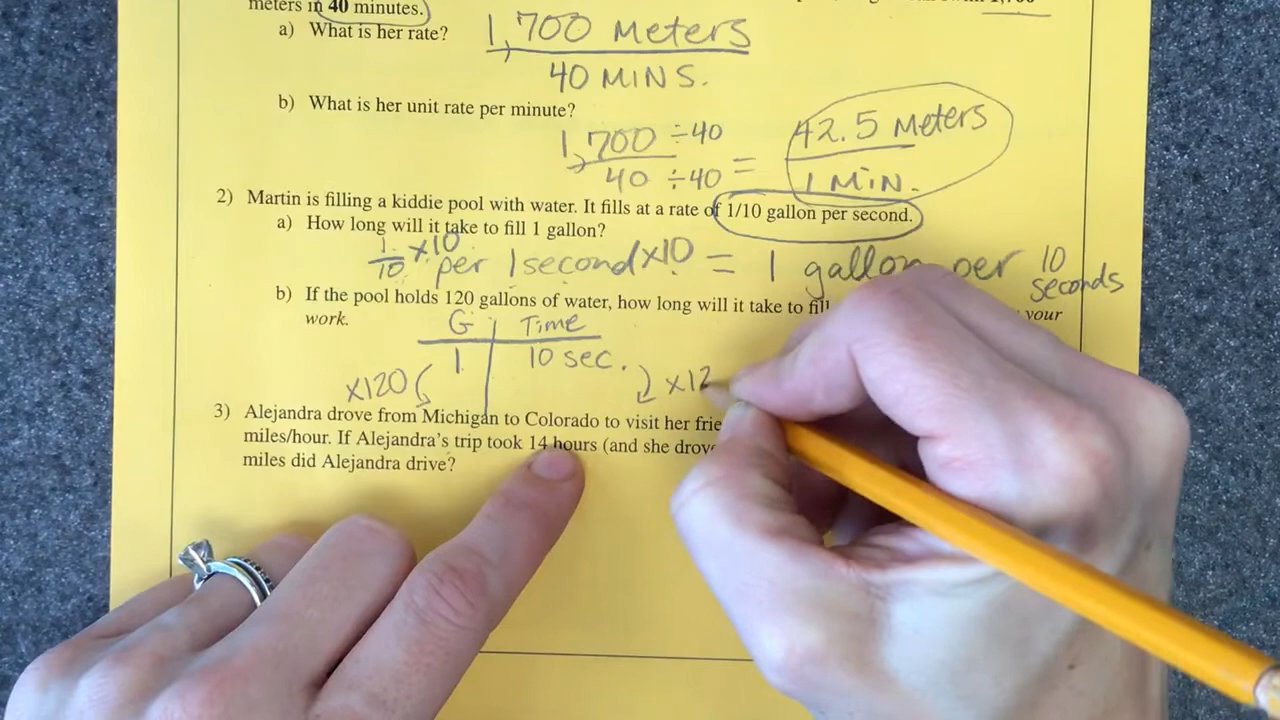 meters in 40 minutes.
a) What is her rate?
1,700 Meters
40 MINS.
b) What is her unit rate per minute?
1,700 ÷40
40 ÷40
=
42.5 Meters
1 MiN.
2) Martin is filling a kiddie pool with water. It fills at a rate of 1/10 gallon per second.
a) How long will it take to fill 1 gallon?
1/10 ×10 per 1 second ×10 = 1 gallon per 10 seconds
b) If the pool holds 120 gallons of water, how long will it take to fill your
work.
G Time
1 10 sec.
×120 ×12
3) Alejandra drove from Michigan to Colorado to visit her
miles/hour. If Alejandra's trip took 14 hours (and she
miles did Alejandra drive?